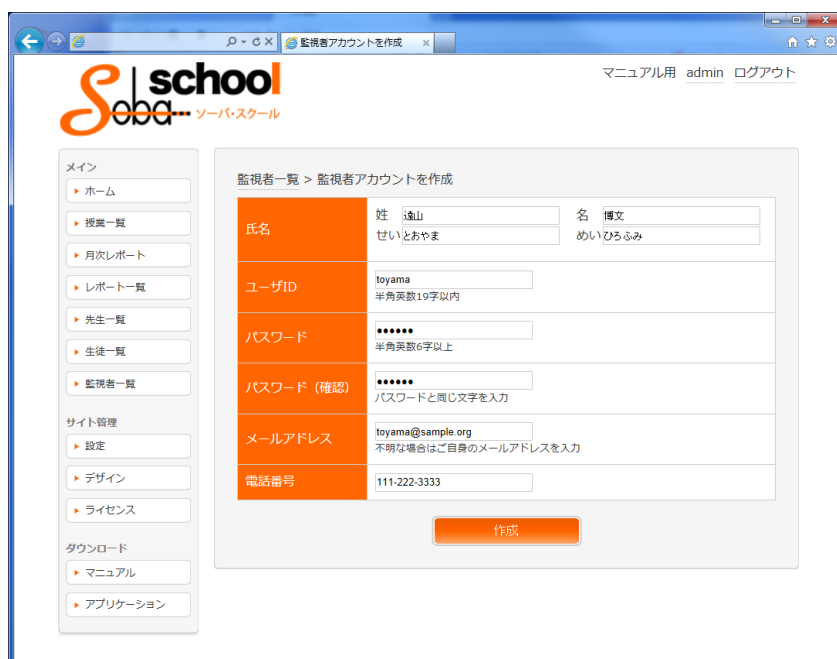 監視者アカウントを作成
マニュアル用 admin ログアウト
Soba school
ソーバ・スクール
メイン
ホーム
授業一覧
月次レポート
レポート一覧
先生一覧
生徒一覧
監視者一覧
サイト管理
設定
デザイン
ライセンス
ダウンロード
マニュアル
アプリケーション
監視者一覧 > 監視者アカウントを作成
氏名
姓 遠山 名 博文
せい とおやま めい ひろふみ
ユーザID
toyama
半角英数19字以内
パスワード
••••••
半角英数6字以上
パスワード（確認）
••••••
パスワードと同じ文字を入力
メールアドレス
toyama@sample.org
不明な場合はご自身のメールアドレスを入力
電話番号
111-222-3333
作成